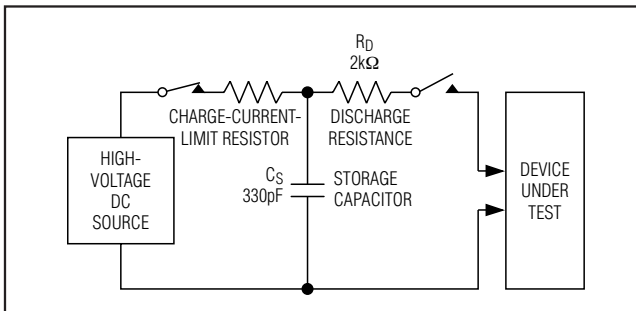 R_D
2kΩ
CHARGE-CURRENT-
LIMIT RESISTOR
DISCHARGE
RESISTANCE
HIGH-
VOLTAGE
DC
SOURCE
C_S
330pF
STORAGE
CAPACITOR
DEVICE
UNDER
TEST